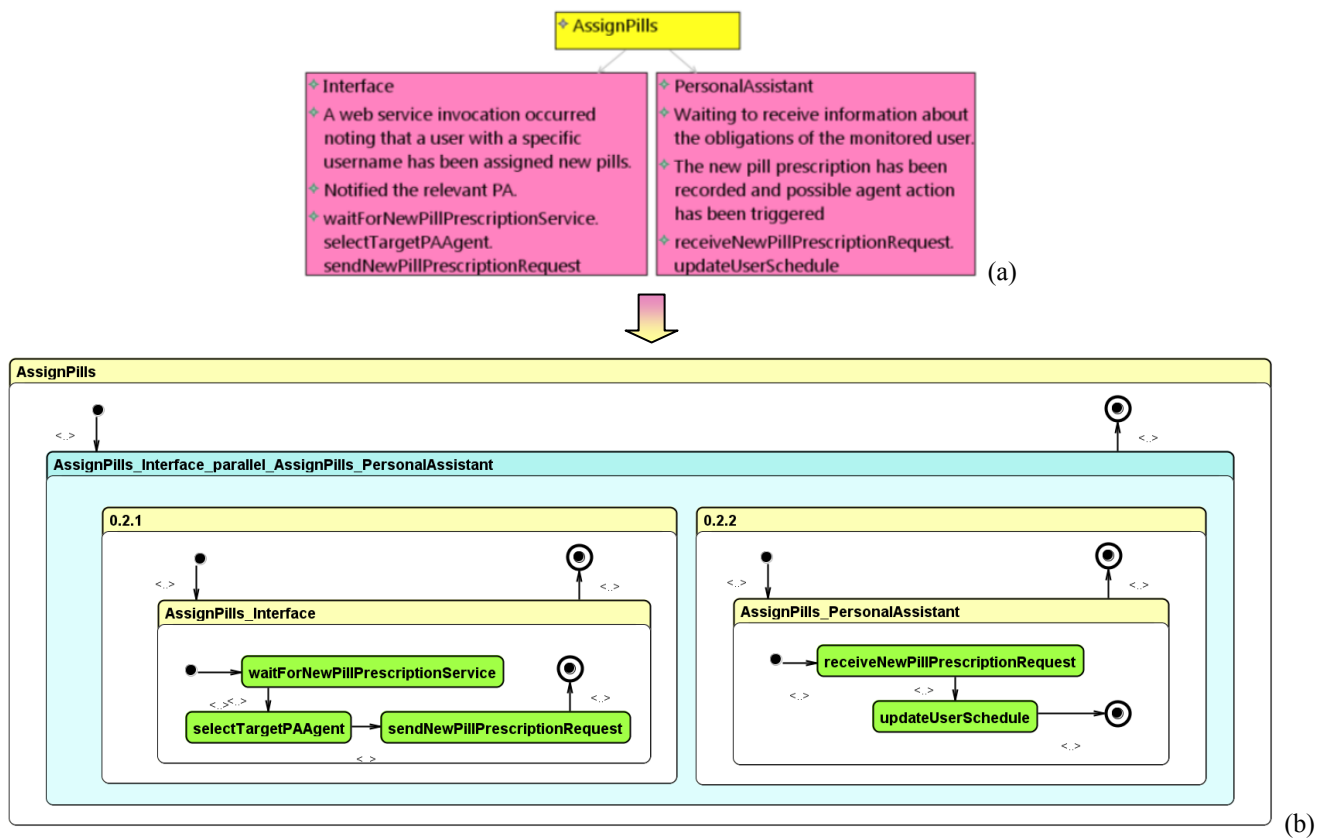 AssignPills
Interface
A web service invocation occurred
noting that a user with a specific
username has been assigned new pills.
Notified the relevant PA.
waitForNewPillPrescriptionService.
selectTargetPAAgent.
sendNewPillPrescriptionRequest
PersonalAssistant
Waiting to receive information about
the obligations of the monitored user.
The new pill prescription has been
recorded and possible agent action
has been triggered
receiveNewPillPrescriptionRequest.
updateUserSchedule
(a)
AssignPills
<..>
<..>
AssignPills_Interface_parallel_AssignPills_PersonalAssistant
0.2.1
<..>
<..>
AssignPills_Interface
waitForNewPillPrescriptionService
<..>
<..>
<..>
selectTargetPAAgent
sendNewPillPrescriptionRequest
<..>
0.2.2
<..>
<..>
AssignPills_PersonalAssistant
receiveNewPillPrescriptionRequest
<..>
<..>
updateUserSchedule
<..>
(b)